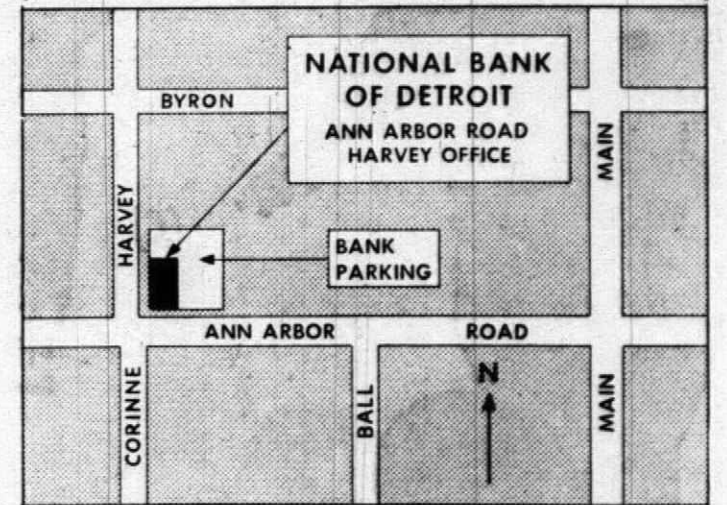 NATIONAL BANK
OF DETROIT
ANN ARBOR ROAD
HARVEY OFFICE
BYRON
MAIN
HARVEY
BANK
PARKING
ANN ARBOR ROAD
CORINNE
BALL
N
MAIN